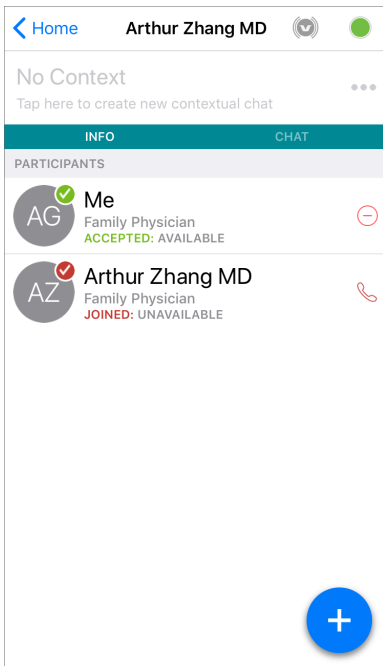 Home
Arthur Zhang MD
No Context
Tap here to create new contextual chat
INFO
CHAT
PARTICIPANTS
AG
Me
Family Physician
ACCEPTED: AVAILABLE
AZ
Arthur Zhang MD
Family Physician
JOINED: UNAVAILABLE